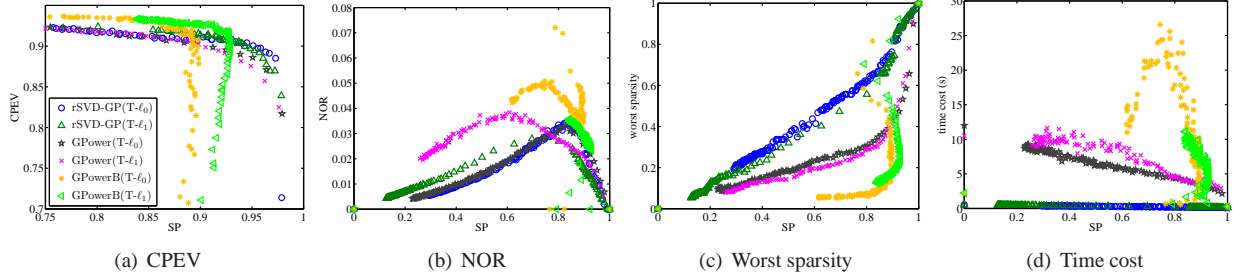 CPEV
0.9
0.85
0.8
0.75
0.7
0.75
0.8
0.85
0.9
0.95
1
SP
rSVD-GP(T-ℓ0)
rSVD-GP(T-ℓ1)
GPower(T-ℓ0)
GPower(T-ℓ1)
GPowerB(T-ℓ0)
GPowerB(T-ℓ1)
(a) CPEV
NOR
0.08
0.07
0.06
0.05
0.04
0.03
0.02
0.01
0
0
0.2
0.4
0.6
0.8
1
SP
(b) NOR
worst sparsity
1
0.8
0.6
0.4
0.2
0
0
0.2
0.4
0.6
0.8
1
SP
(c) Worst sparsity
time cost (s)
30
25
20
15
10
5
0
0
0.2
0.4
0.6
0.8
1
SP
(d) Time cost